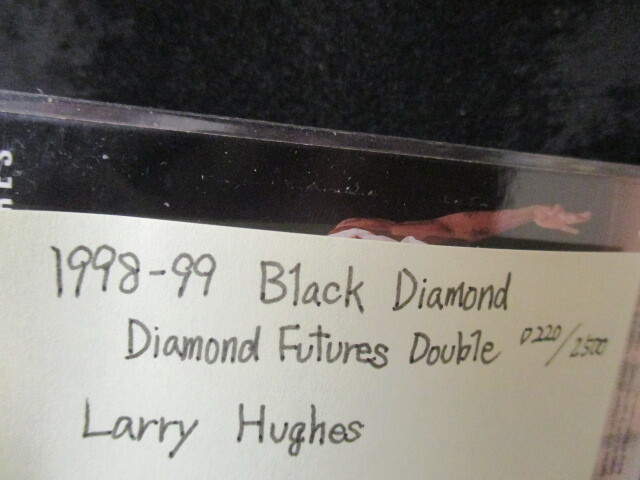 1998-99 Black Diamond
Diamond Futures Double 0220/2500
Larry Hughes